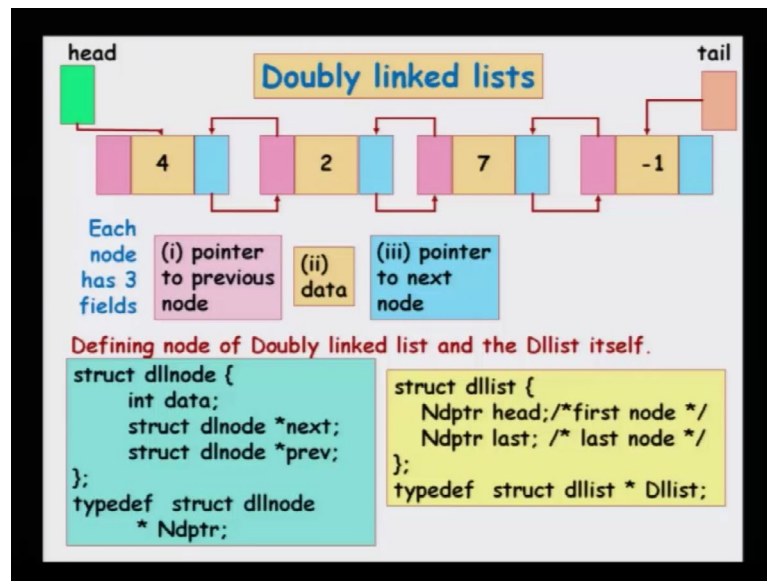 head
tail
Doubly linked lists
4
2
7
-1
Each
node
has 3
fields
(i) pointer
to previous
node
(ii)
data
(iii) pointer
to next
node
Defining node of Doubly linked list and the Dllist itself.
struct dllnode {
int data;
struct dlnode *next;
struct dlnode *prev;
};
typedef struct dllnode
* Ndptr;
struct dllist {
Ndptr head;/*first node */
Ndptr last; /* last node */
};
typedef struct dllist * Dllist;